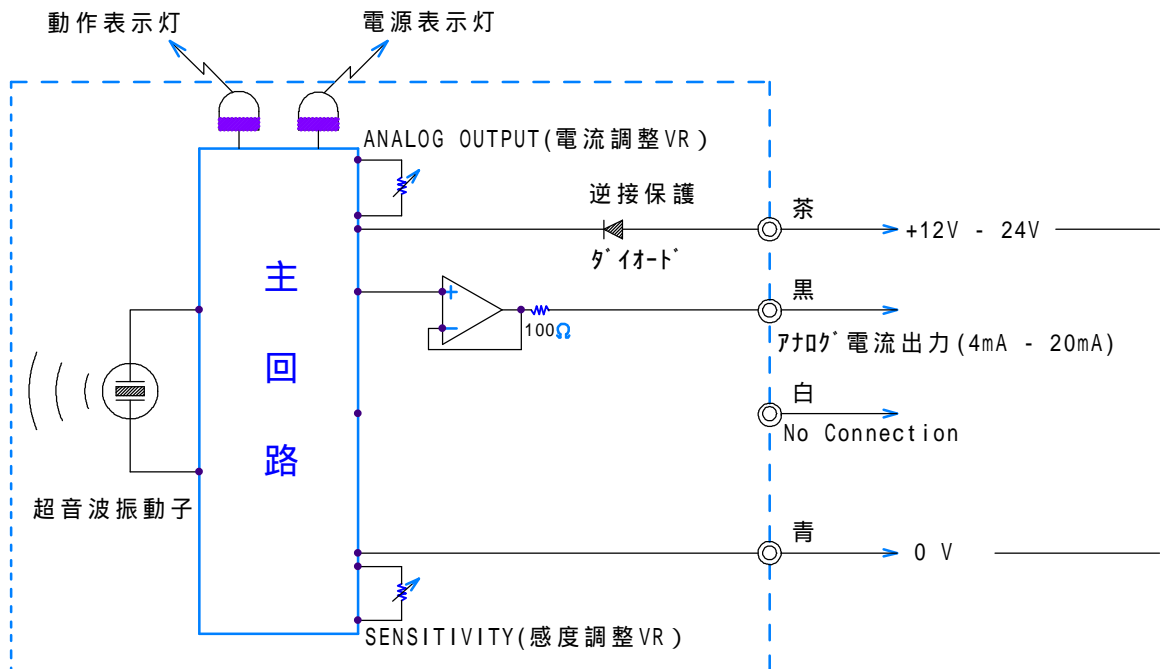 動作表示灯
電源表示灯
ANALOG OUTPUT(電流調整VR)
逆接保護
ﾀﾞｲｵｰﾄﾞ
茶
+12V - 24V
主
回
路
+
−
100Ω
黒
ｱﾅﾛｸﾞ電流出力(4mA - 20mA)
白
No Connection
超音波振動子
青
0 V
SENSITIVITY(感度調整VR)